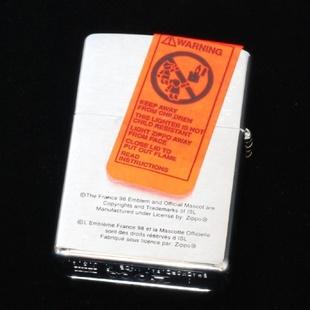 ⚠WARNING
KEEP AWAY
FROM CHILDREN
THIS LIGHTER IS NOT
CHILD RESISTANT
LIGHT ZIPPO AWAY
FROM FACE
CLOSE LID TO
PUT OUT FLAME
READ
INSTRUCTIONS
©The France 98 Emblem and Official Mascot are
Copyrights and Trademarks of ISL
Manufactured under License by Zippo®
©L Emblème France 98 et la Mascotte Officielle
sont des droits réservés à ISL
Fabriqué sous licence par: Zippo®